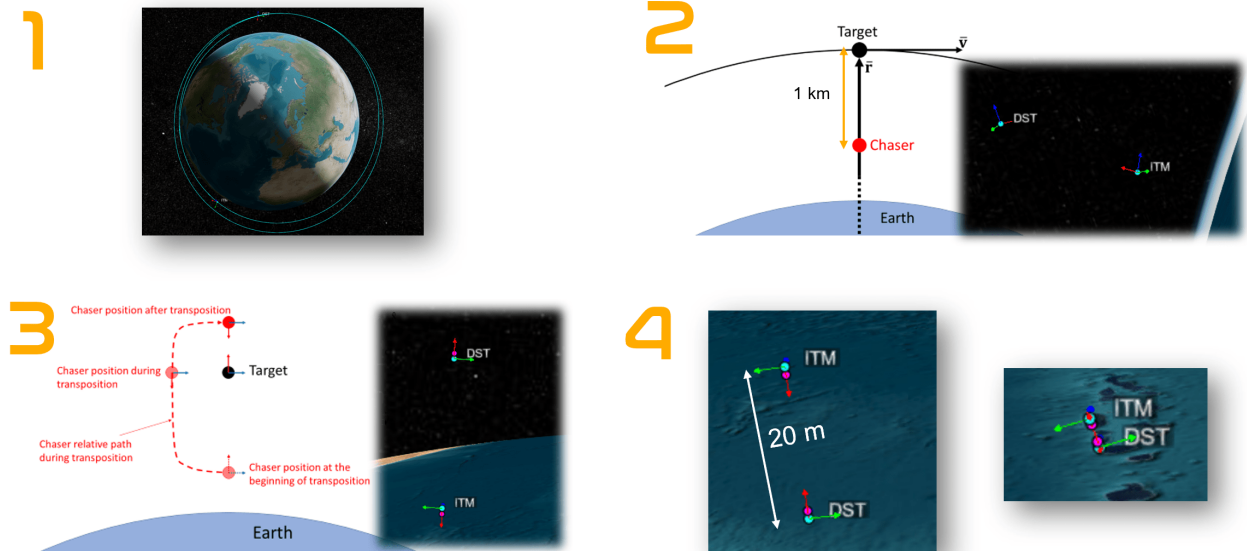 1
2
Target
v̄
r̄
1 km
Chaser
Earth
DST
ITM
3
Chaser position after transposition
Target
Chaser position during
transposition
Chaser relative path
during transposition
Chaser position at the
beginning of transposition
Earth
DST
ITM
4
ITM
20 m
DST
ITM
DST